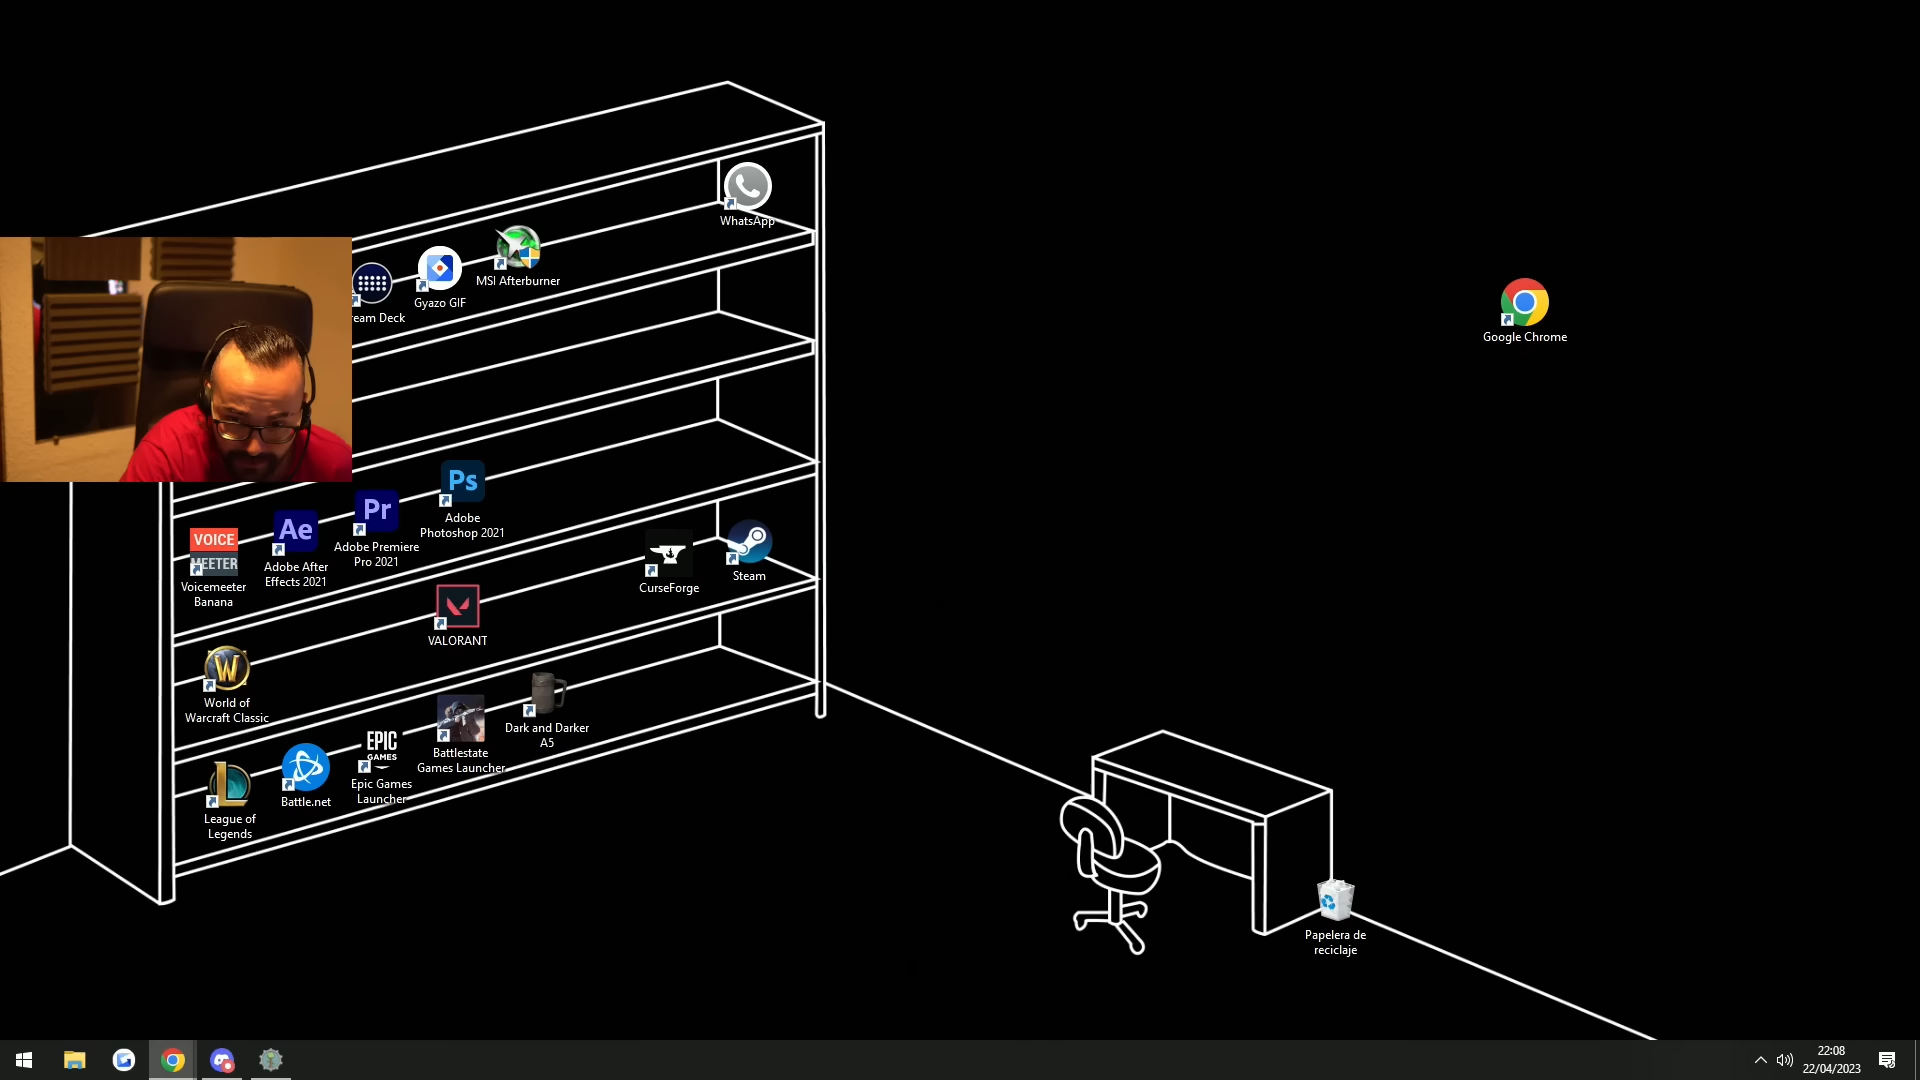 WhatsApp
MSI Afterburner
Gyazo GIF
ream Deck
Google Chrome
Ps
Adobe
Photoshop 2021
Pr
Adobe Premiere
Pro 2021
Ae
Adobe After
Effects 2021
VOICE
MEETER
Voicemeeter
Banana
Steam
CurseForge
VALORANT
W
World of
Warcraft Classic
Dark and Darker
A5
Battlestate
Games Launcher
EPIC
GAMES
Epic Games
Launcher
Battle.net
L
League of
Legends
Papelera de
reciclaje
22:08
22/04/2023